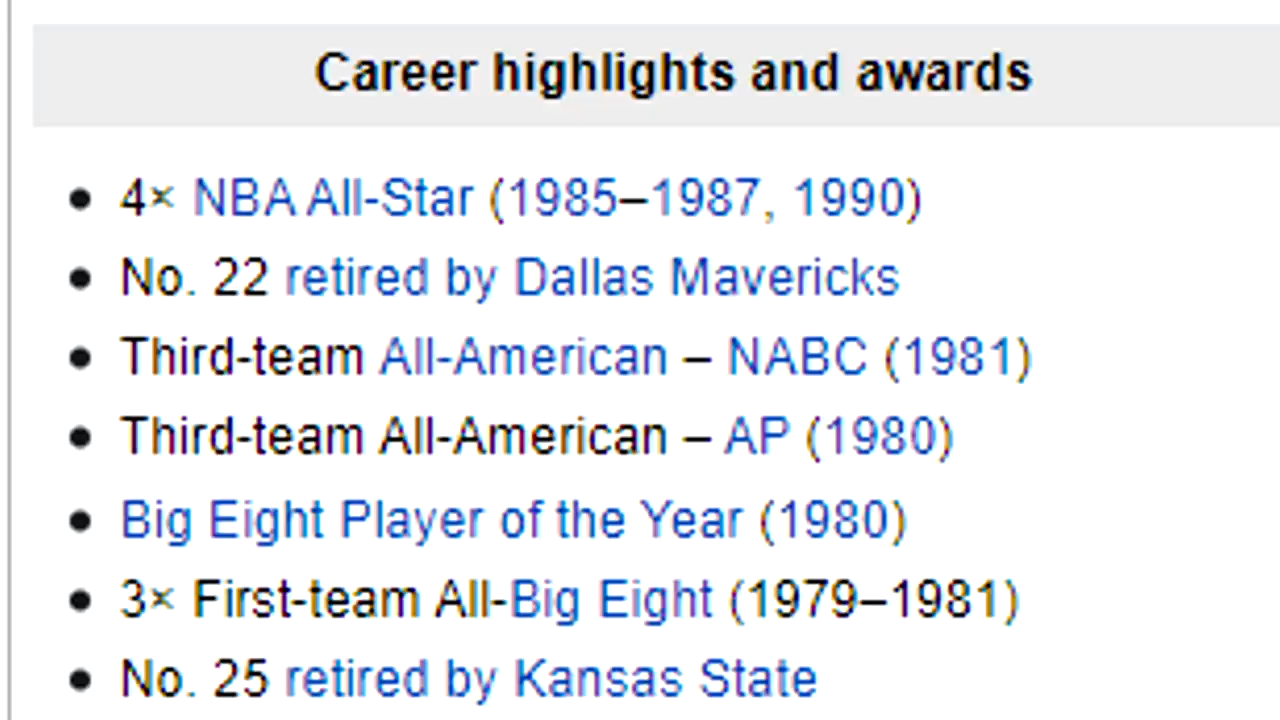 Career highlights and awards
• 4× NBA All-Star (1985–1987, 1990)
• No. 22 retired by Dallas Mavericks
• Third-team All-American – NABC (1981)
• Third-team All-American – AP (1980)
• Big Eight Player of the Year (1980)
• 3× First-team All-Big Eight (1979–1981)
• No. 25 retired by Kansas State